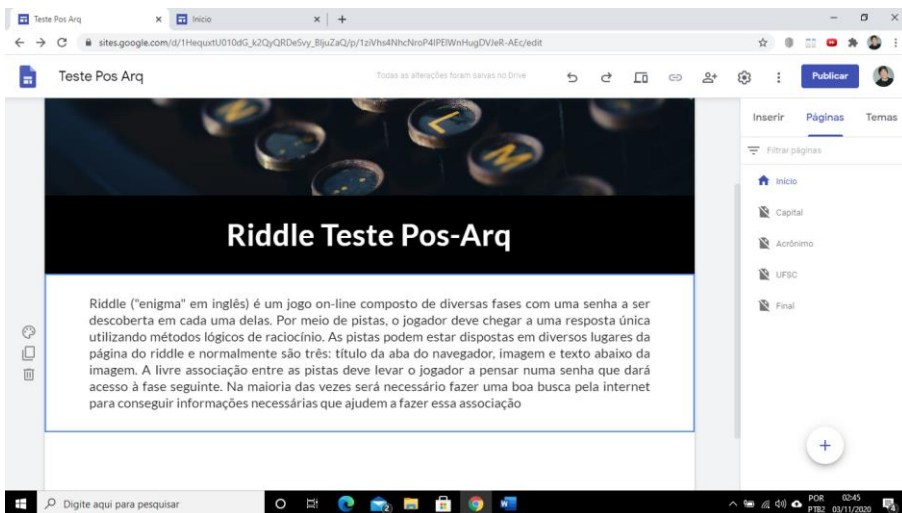 Teste Pos Arq
Início
sites.google.com/d/1HequxtU010dG_k2QyQRDeSvy_BljuZaQ/p/1ziVhs4NhcNroP4lPElWnHugDVJeR-AEc/edit
Teste Pos Arq
Todas as alterações foram salvas no Drive
Publicar
Inserir Páginas Temas
Filtrar páginas
Início
Capital
Acrônimo
UFSC
Final
L
M
N
Riddle Teste Pos-Arq
Riddle ("enigma" em inglês) é um jogo on-line composto de diversas fases com uma senha a ser
descoberta em cada uma delas. Por meio de pistas, o jogador deve chegar a uma resposta única
utilizando métodos lógicos de raciocínio. As pistas podem estar dispostas em diversos lugares da
página do riddle e normalmente são três: título da aba do navegador, imagem e texto abaixo da
imagem. A livre associação entre as pistas deve levar o jogador a pensar numa senha que dará
acesso à fase seguinte. Na maioria das vezes será necessário fazer uma boa busca pela internet
para conseguir informações necessárias que ajudem a fazer essa associação
Digite aqui para pesquisar
POR 02:45
PTB2 03/11/2020